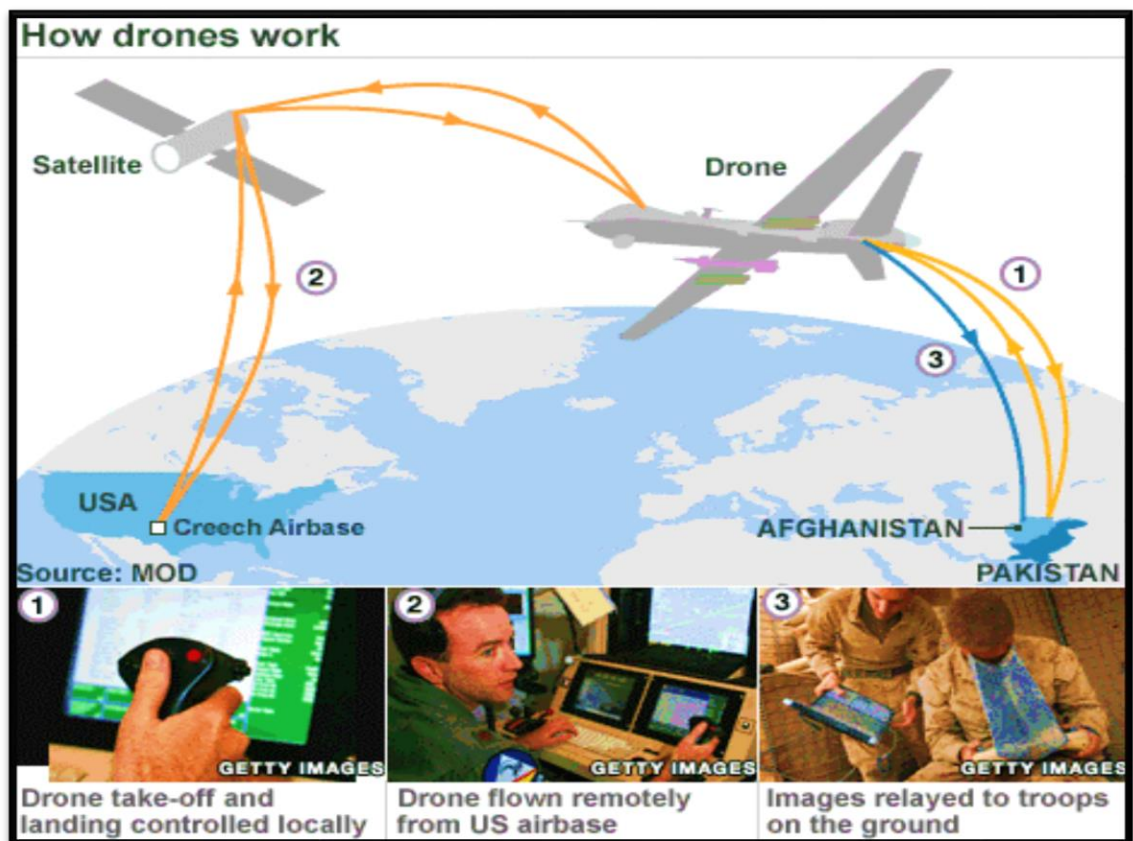 How drones work
Satellite
Drone
1
2
3
USA
Creech Airbase
AFGHANISTAN
Source: MOD
PAKISTAN
1
2
3
GETTY IMAGES
GETTY IMAGES
GETTY IMAGES
Drone take-off and
landing controlled locally
Drone flown remotely
from US airbase
Images relayed to troops
on the ground